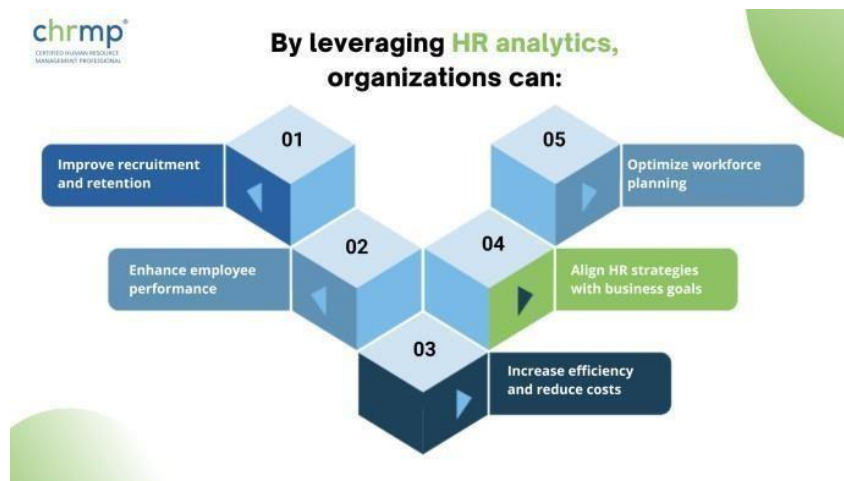 chrmp®
CERTIFIED HUMAN RESOURCE
MANAGEMENT PROFESSIONAL
By leveraging HR analytics,
organizations can:
01
Improve recruitment
and retention
02
Enhance employee
performance
03
Increase efficiency
and reduce costs
04
Align HR strategies
with business goals
05
Optimize workforce
planning